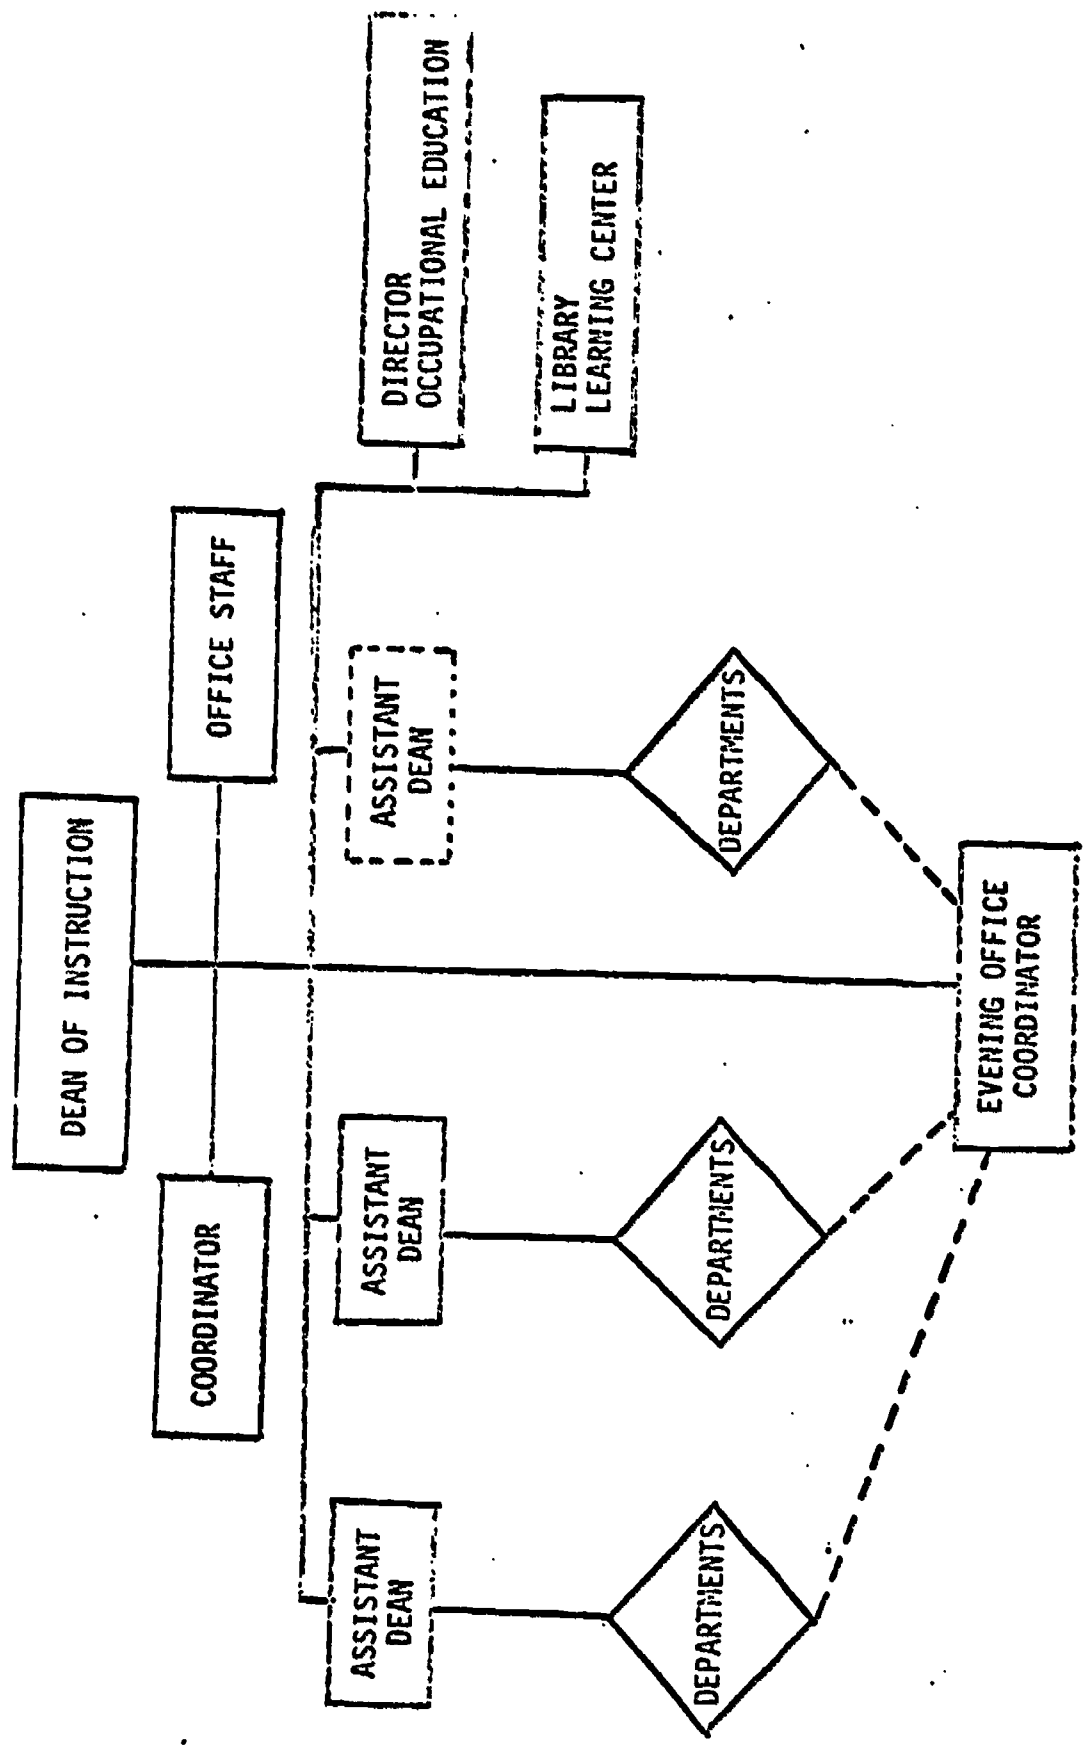 DEAN OF INSTRUCTION
COORDINATOR
OFFICE STAFF
ASSISTANT
DEAN
ASSISTANT
DEAN
ASSISTANT
DEAN
DIRECTOR
OCCUPATIONAL EDUCATION
LIBRARY
LEARNING CENTER
DEPARTMENTS
DEPARTMENTS
DEPARTMENTS
EVENING OFFICE
COORDINATOR